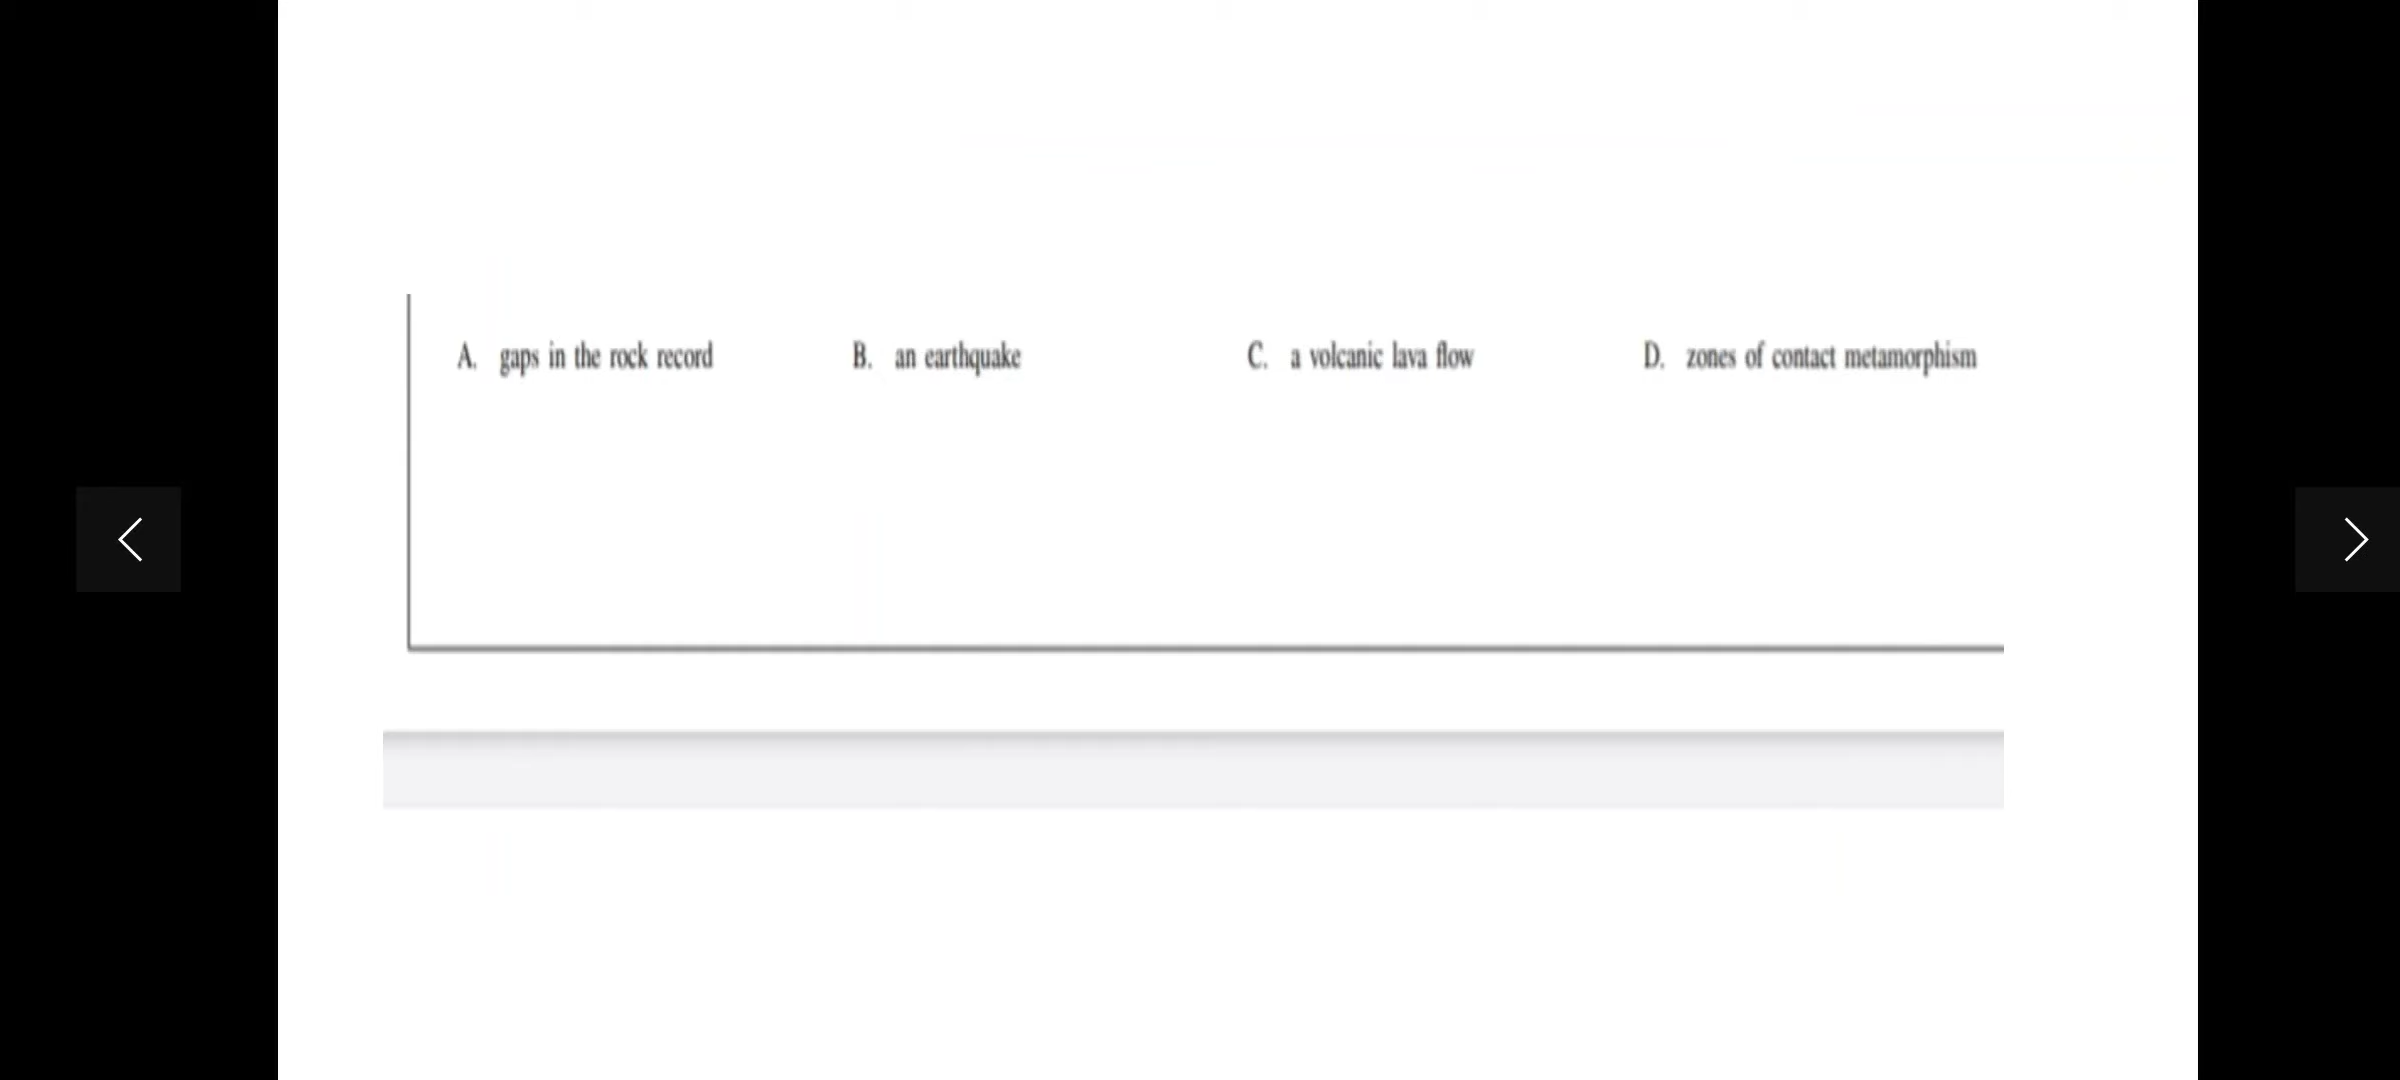 A. gaps in the rock record B. an earthquake C. a volcanic lava flow D. zones of contact metamorphism